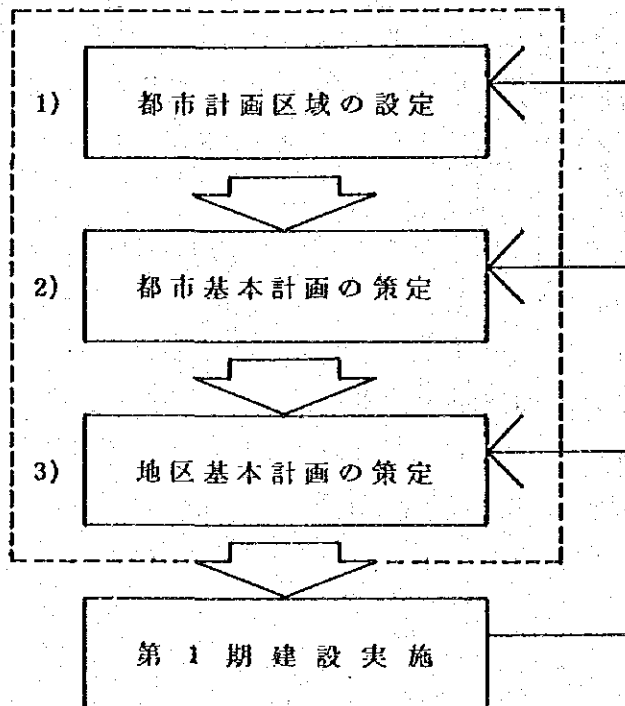 1) 都市計画区域の設定
2) 都市基本計画の策定
3) 地区基本計画の策定
第1期建設実施